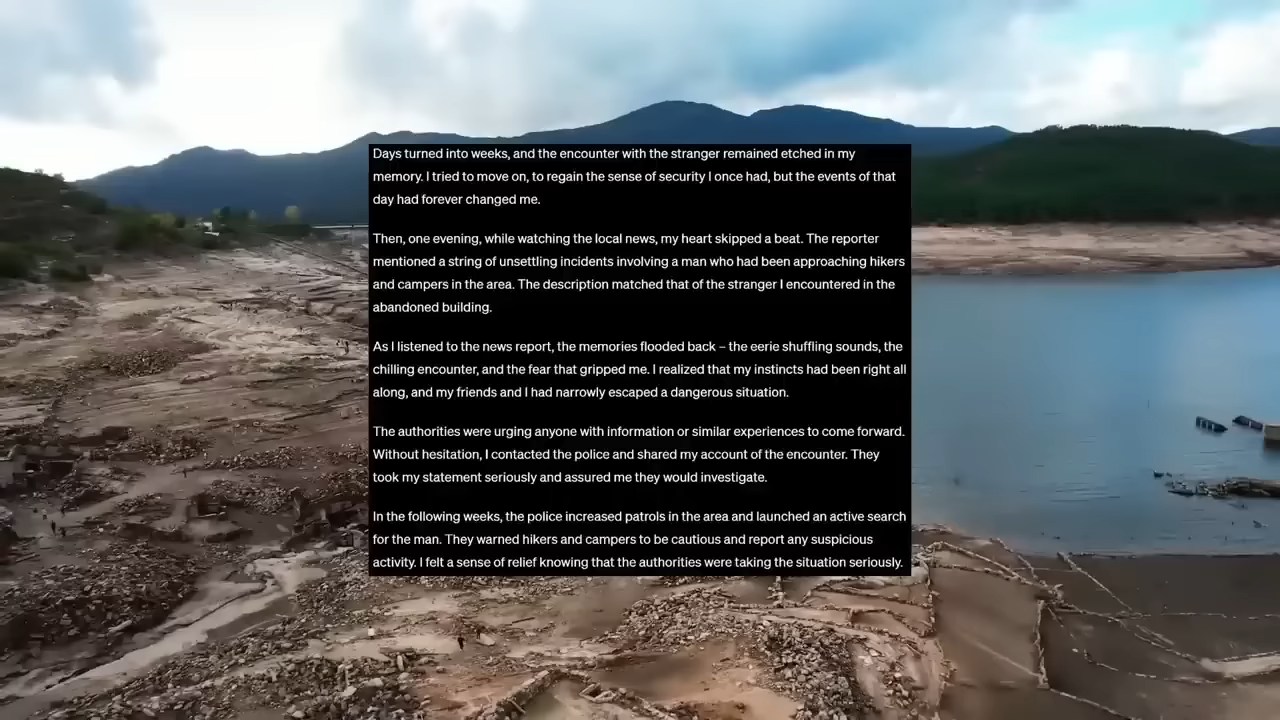 Days turned into weeks, and the encounter with the stranger remained etched in my
memory. I tried to move on, to regain the sense of security I once had, but the events of that
day had forever changed me.
Then, one evening, while watching the local news, my heart skipped a beat. The reporter
mentioned a string of unsettling incidents involving a man who had been approaching hikers
and campers in the area. The description matched that of the stranger I encountered in the
abandoned building.
As I listened to the news report, the memories flooded back – the eerie shuffling sounds, the
chilling encounter, and the fear that gripped me. I realized that my instincts had been right all
along, and my friends and I had narrowly escaped a dangerous situation.
The authorities were urging anyone with information or similar experiences to come forward.
Without hesitation, I contacted the police and shared my account of the encounter. They
took my statement seriously and assured me they would investigate.
In the following weeks, the police increased patrols in the area and launched an active search
for the man. They warned hikers and campers to be cautious and report any suspicious
activity. I felt a sense of relief knowing that the authorities were taking the situation seriously.